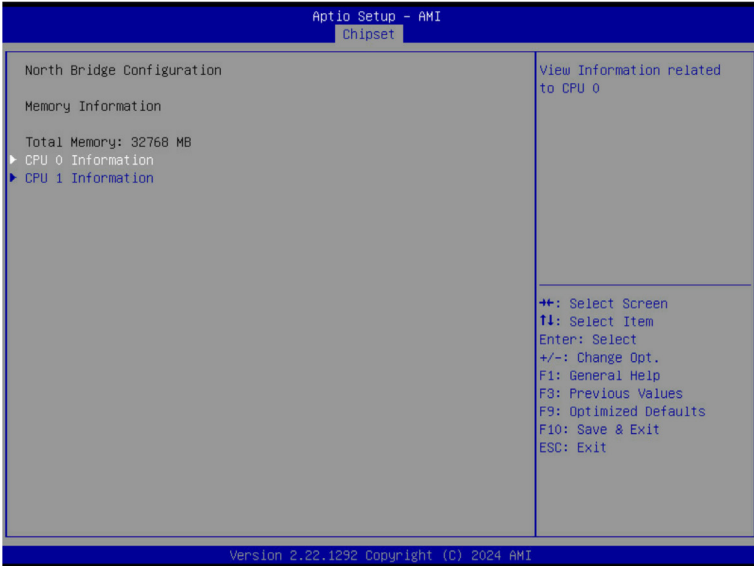 Aptio Setup – AMI
Chipset
North Bridge Configuration
Memory Information
Total Memory: 32768 MB
CPU 0 Information
CPU 1 Information
View Information related
to CPU 0
→←: Select Screen
↑↓: Select Item
Enter: Select
+/-: Change Opt.
F1: General Help
F3: Previous Values
F9: Optimized Defaults
F10: Save & Exit
ESC: Exit
Version 2.22.1292 Copyright (C) 2024 AMI